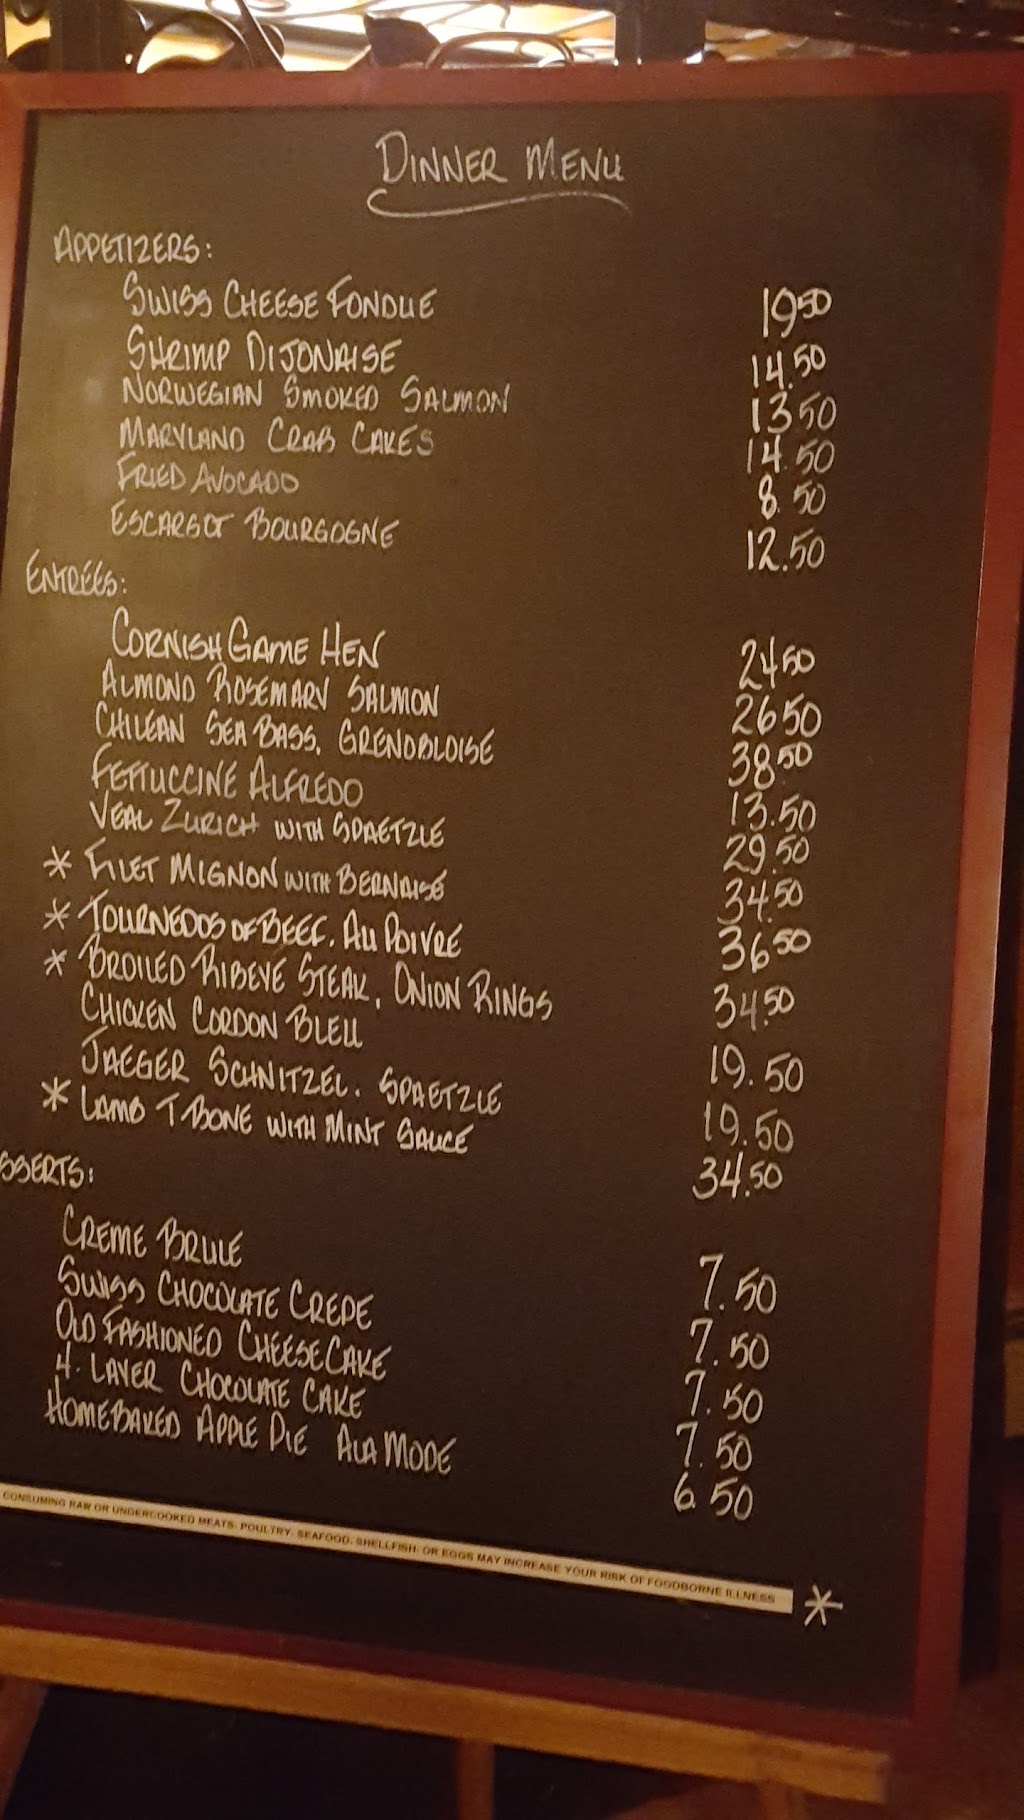 DINNER MENU
APPETIZERS:
SWISS CHEESE FONDUE 19.50
SHRIMP DIJONAISE 14.50
NORWEGIAN SMOKED SALMON 13.50
MARYLAND CRAB CAKES 14.50
FRIED AVOCADO 8.50
ESCARGOT BOURGOGNE 12.50
ENTRÉES:
CORNISH GAME HEN 24.50
ALMOND ROSEMARY SALMON 26.50
CHILEAN SEA BASS, GRENOBLOISE 38.50
FETTUCCINE ALFREDO 13.50
VEAL ZURICH WITH SPAETZLE 29.50
* FILET MIGNON WITH BERNAISE 34.50
* TOURNEDOS OF BEEF. AU POIVRE 36.50
* BROILED RIBEYE STEAK, ONION RINGS 34.50
CHICKEN CORDON BLEU 19.50
JAEGER SCHNITZEL. SPAETZLE 19.50
* LAMB T BONE WITH MINT SAUCE 34.50
SSERTS:
CREME BRULE 7.50
SWISS CHOCOLATE CREPE 7.50
OLD FASHIONED CHEESECAKE 7.50
4. LAYER CHOCOLATE CAKE 7.50
HOMEBAKED APPLE PIE ALA MODE 6.50
CONSUMING RAW OR UNDERCOOKED MEATS, POULTRY, SEAFOOD, SHELLFISH, OR EGGS MAY INCREASE YOUR RISK OF FOODBORNE ILLNESS *